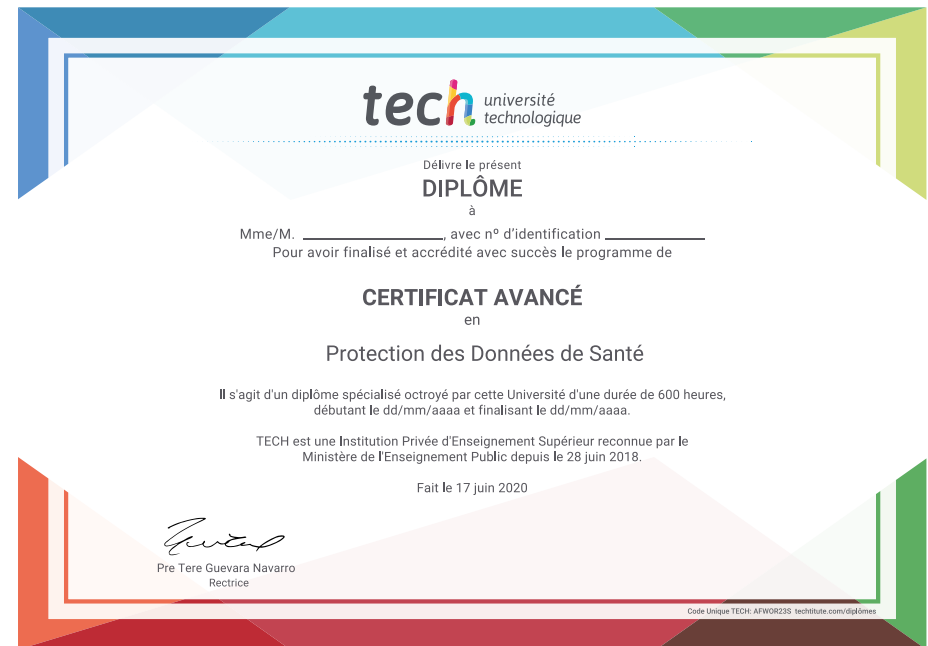 tech université
technologique
Délivre le présent
DIPLÔME
à
Mme/M. ____________________, avec nº d'identification ______________
Pour avoir finalisé et accrédité avec succès le programme de
CERTIFICAT AVANCÉ
en
Protection des Données de Santé
Il s'agit d'un diplôme spécialisé octroyé par cette Université d'une durée de 600 heures,
débutant le dd/mm/aaaa et finalisant le dd/mm/aaaa.
TECH est une Institution Privée d'Enseignement Supérieur reconnue par le
Ministère de l'Enseignement Public depuis le 28 juin 2018.
Fait le 17 juin 2020
Pre Tere Guevara Navarro
Rectrice
Code Unique TECH: AFWOR23S techtitute.com/diplômes